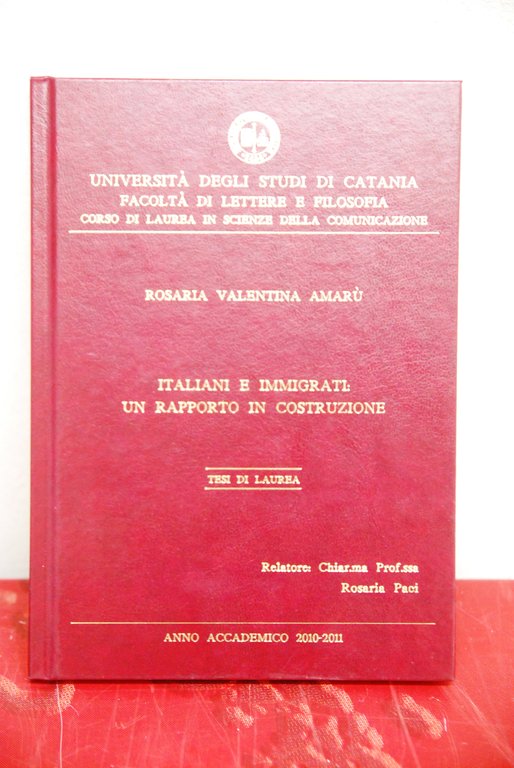 UNIVERSITÀ DEGLI STUDI DI CATANIA
FACOLTÀ DI LETTERE E FILOSOFIA
CORSO DI LAUREA IN SCIENZE DELLA COMUNICAZIONE
ROSARIA VALENTINA AMARÙ
ITALIANI E IMMIGRATI:
UN RAPPORTO IN COSTRUZIONE
TESI DI LAUREA
Relatore: Chiar.ma Prof.ssa
Rosaria Paci
ANNO ACCADEMICO 2010-2011